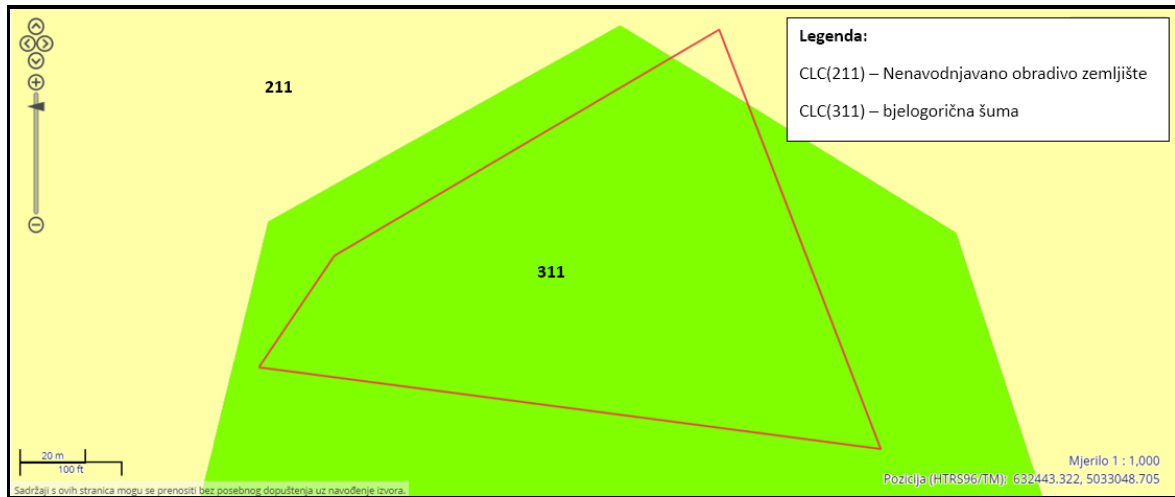 211
Legenda:
CLC(211) – Nenavodnjavano obradivo zemljište
CLC(311) – bjelogorična šuma
311
20 m
100 ft
Mjerilo 1 : 1,000
Pozicija (HTRS96/TM): 632443.322, 5033048.705
Sadržaji s ovih stranica mogu se prenositi bez posebnog dopuštenja uz navođenje izvora.